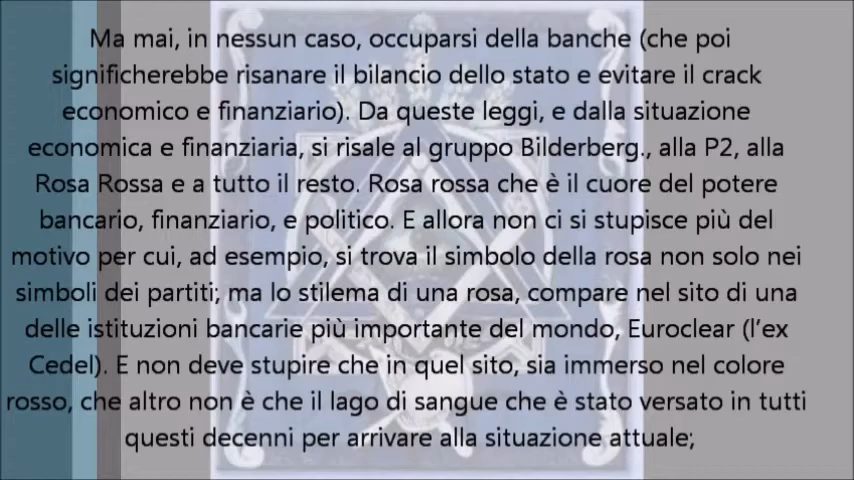 Ma mai, in nessun caso, occuparsi della banche (che poi
significherebbe risanare il bilancio dello stato e evitare il crack
economico e finanziario). Da queste leggi, e dalla situazione
economica e finanziaria, si risale al gruppo Bilderberg., alla P2, alla
Rosa Rossa e a tutto il resto. Rosa rossa che è il cuore del potere
bancario, finanziario, e politico. E allora non ci si stupisce più del
motivo per cui, ad esempio, si trova il simbolo della rosa non solo nei
simboli dei partiti; ma lo stilema di una rosa, compare nel sito di una
delle istituzioni bancarie più importante del mondo, Euroclear (l'ex
Cedel). E non deve stupire che in quel sito, sia immerso nel colore
rosso, che altro non è che il lago di sangue che è stato versato in tutti
questi decenni per arrivare alla situazione attuale;